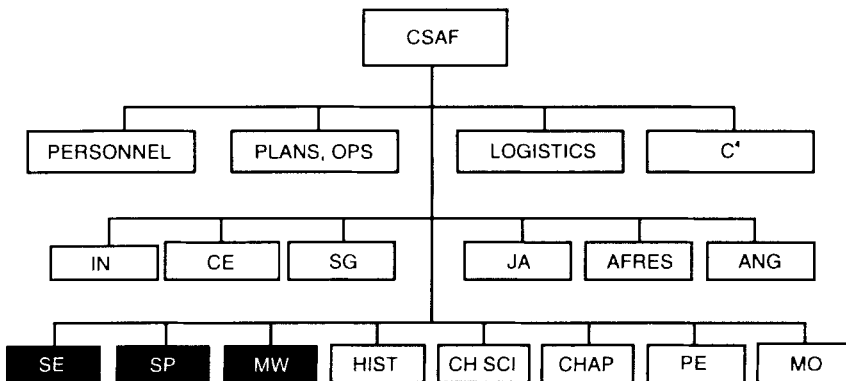 CSAF
PERSONNEL PLANS, OPS LOGISTICS C⁴
IN CE SG JA AFRES ANG
SE SP MW HIST CH SCI CHAP PE MO